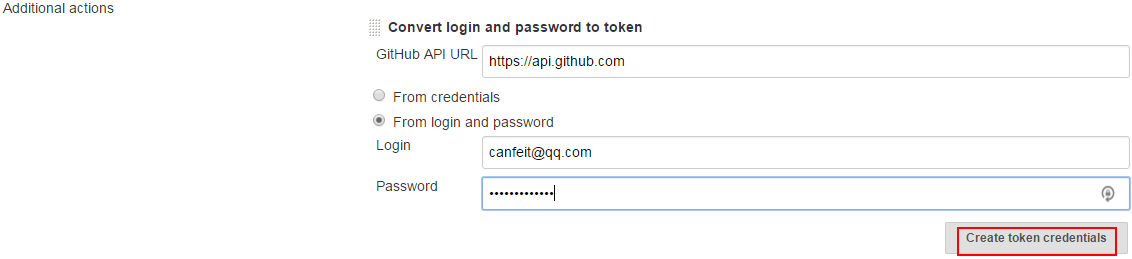 Additional actions
Convert login and password to token
GitHub API URL https://api.github.com
From credentials
From login and password
Login canfeit@qq.com
Password •••••••••••••
Create token credentials